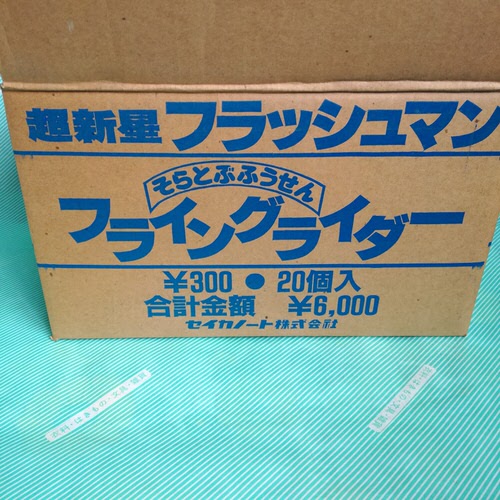 超新星フラッシュマン
そらとぶふうせん
フライングライダー
¥300 ● 20個入
合計金額 ¥6,000
セイカノート株式会社